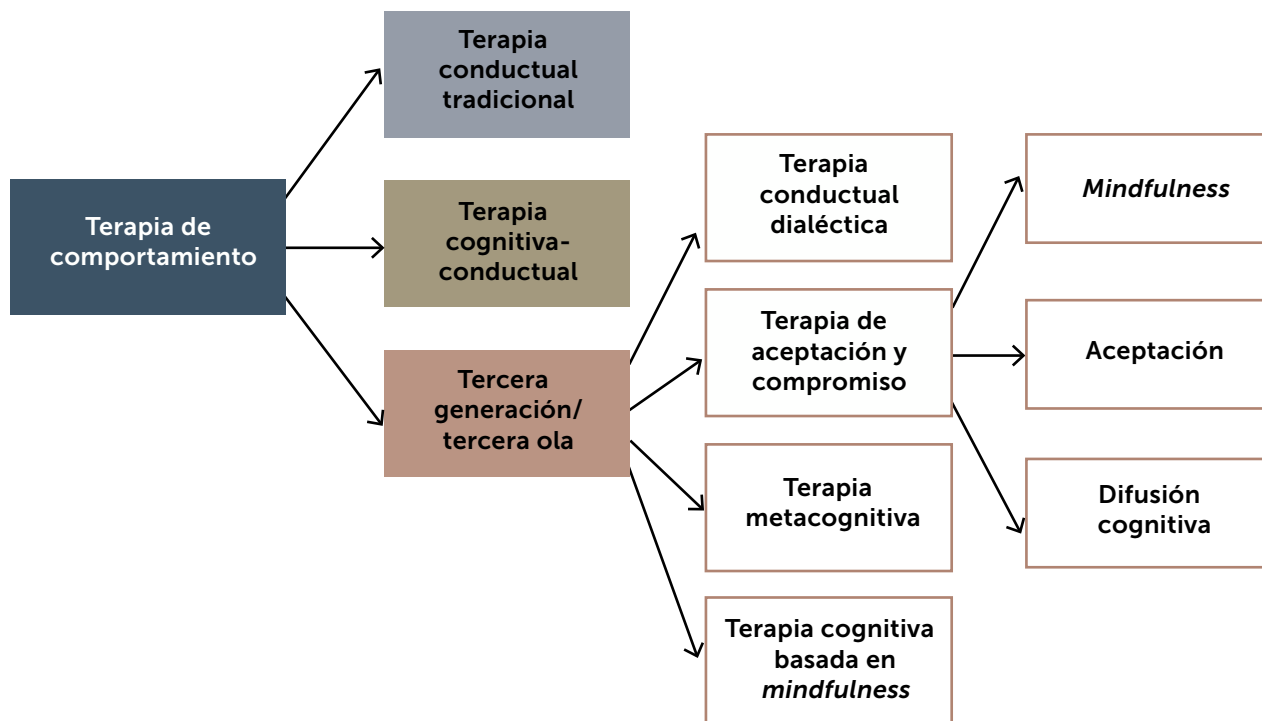 Terapia de
comportamiento
Terapia
conductual
tradicional
Terapia
cognitiva-
conductual
Tercera
generación/
tercera ola
Terapia
conductual
dialéctica
Terapia de
aceptación y
compromiso
Terapia
metacognitiva
Terapia cognitiva
basada en
mindfulness
Mindfulness
Aceptación
Difusión
cognitiva